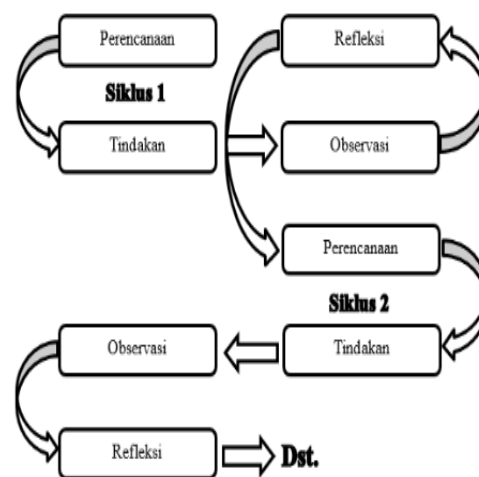 Perencanaan
Refleksi
Siklus 1
Tindakan
Observasi
Perencanaan
Siklus 2
Observasi
Tindakan
Refleksi
Dst.